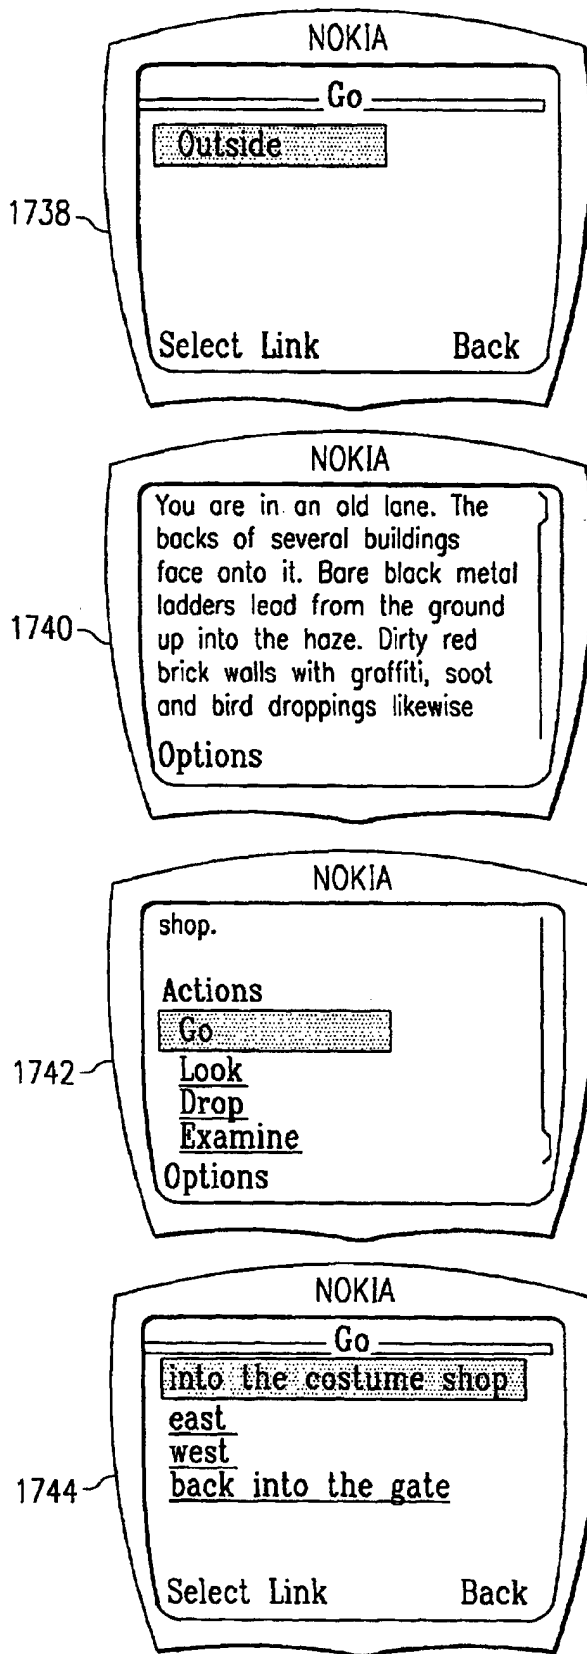 NOKIA
Go
Outside
1738
Select Link Back
NOKIA
You are in an old lane. The
backs of several buildings
face onto it. Bare black metal
ladders lead from the ground
1740
up into the haze. Dirty red
brick walls with graffiti, soot
and bird droppings likewise
Options
NOKIA
shop.
Actions
Go
1742
Look
Drop
Examine
Options
NOKIA
Go
into the costume shop
east
west
back into the gate
1744
Select Link Back